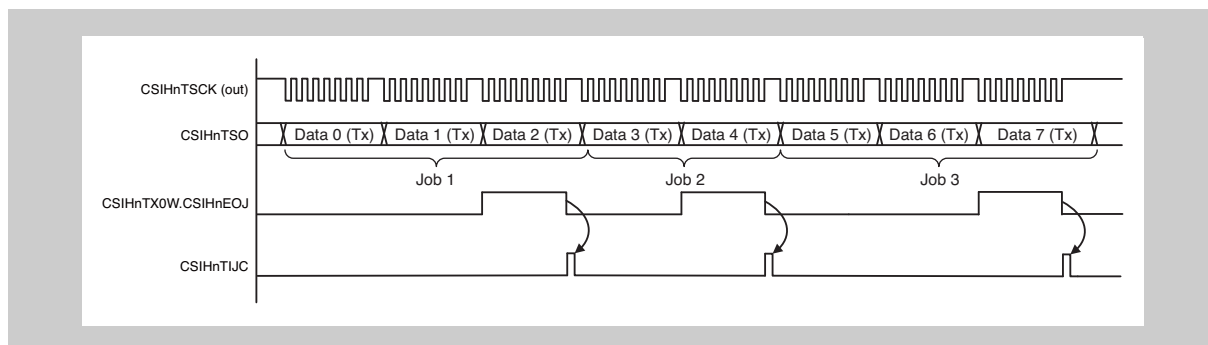 CSIHnTSCK (out)
CSIHnTSO
Data 0 (Tx) Data 1 (Tx) Data 2 (Tx) Data 3 (Tx) Data 4 (Tx) Data 5 (Tx) Data 6 (Tx) Data 7 (Tx)
Job 1 Job 2 Job 3
CSIHnTX0W.CSIHnEOJ
CSIHnTIJC